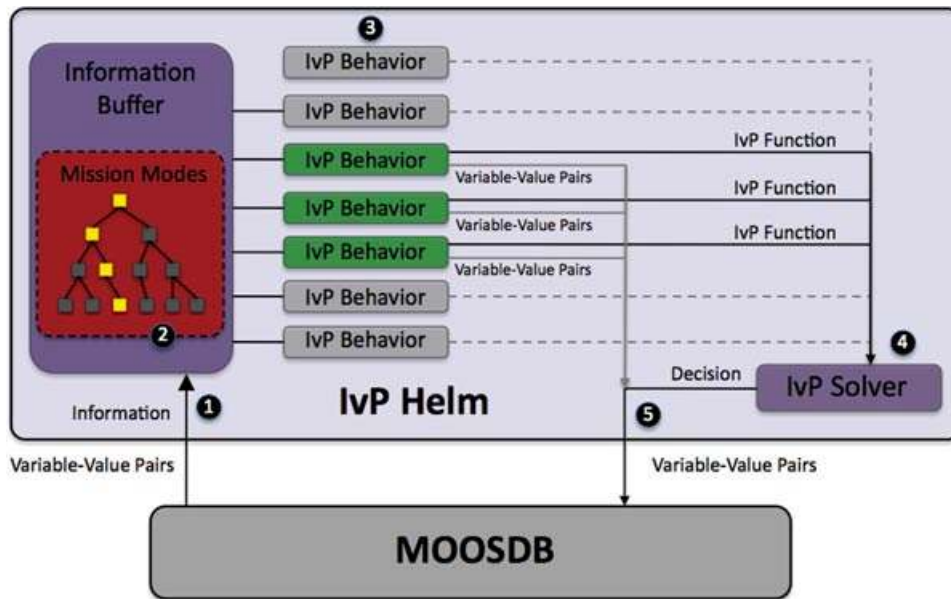 3
Information
Buffer
IvP Behavior
IvP Behavior
IvP Function
Mission Modes
IvP Behavior
Variable-Value Pairs
IvP Function
IvP Behavior
Variable-Value Pairs
IvP Function
IvP Behavior
Variable-Value Pairs
IvP Behavior
2
IvP Behavior
4
Decision
IvP Solver
IvP Helm
Information
1
5
Variable-Value Pairs
Variable-Value Pairs
MOOSDB